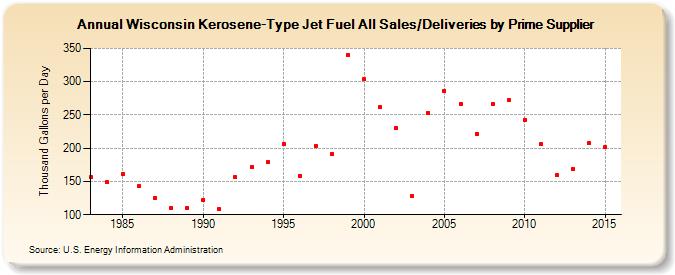 Annual Wisconsin Kerosene-Type Jet Fuel All Sales/Deliveries by Prime Supplier
Thousand Gallons per Day
350
300
250
200
150
100
1985 1990 1995 2000 2005 2010 2015
Source: U.S. Energy Information Administration